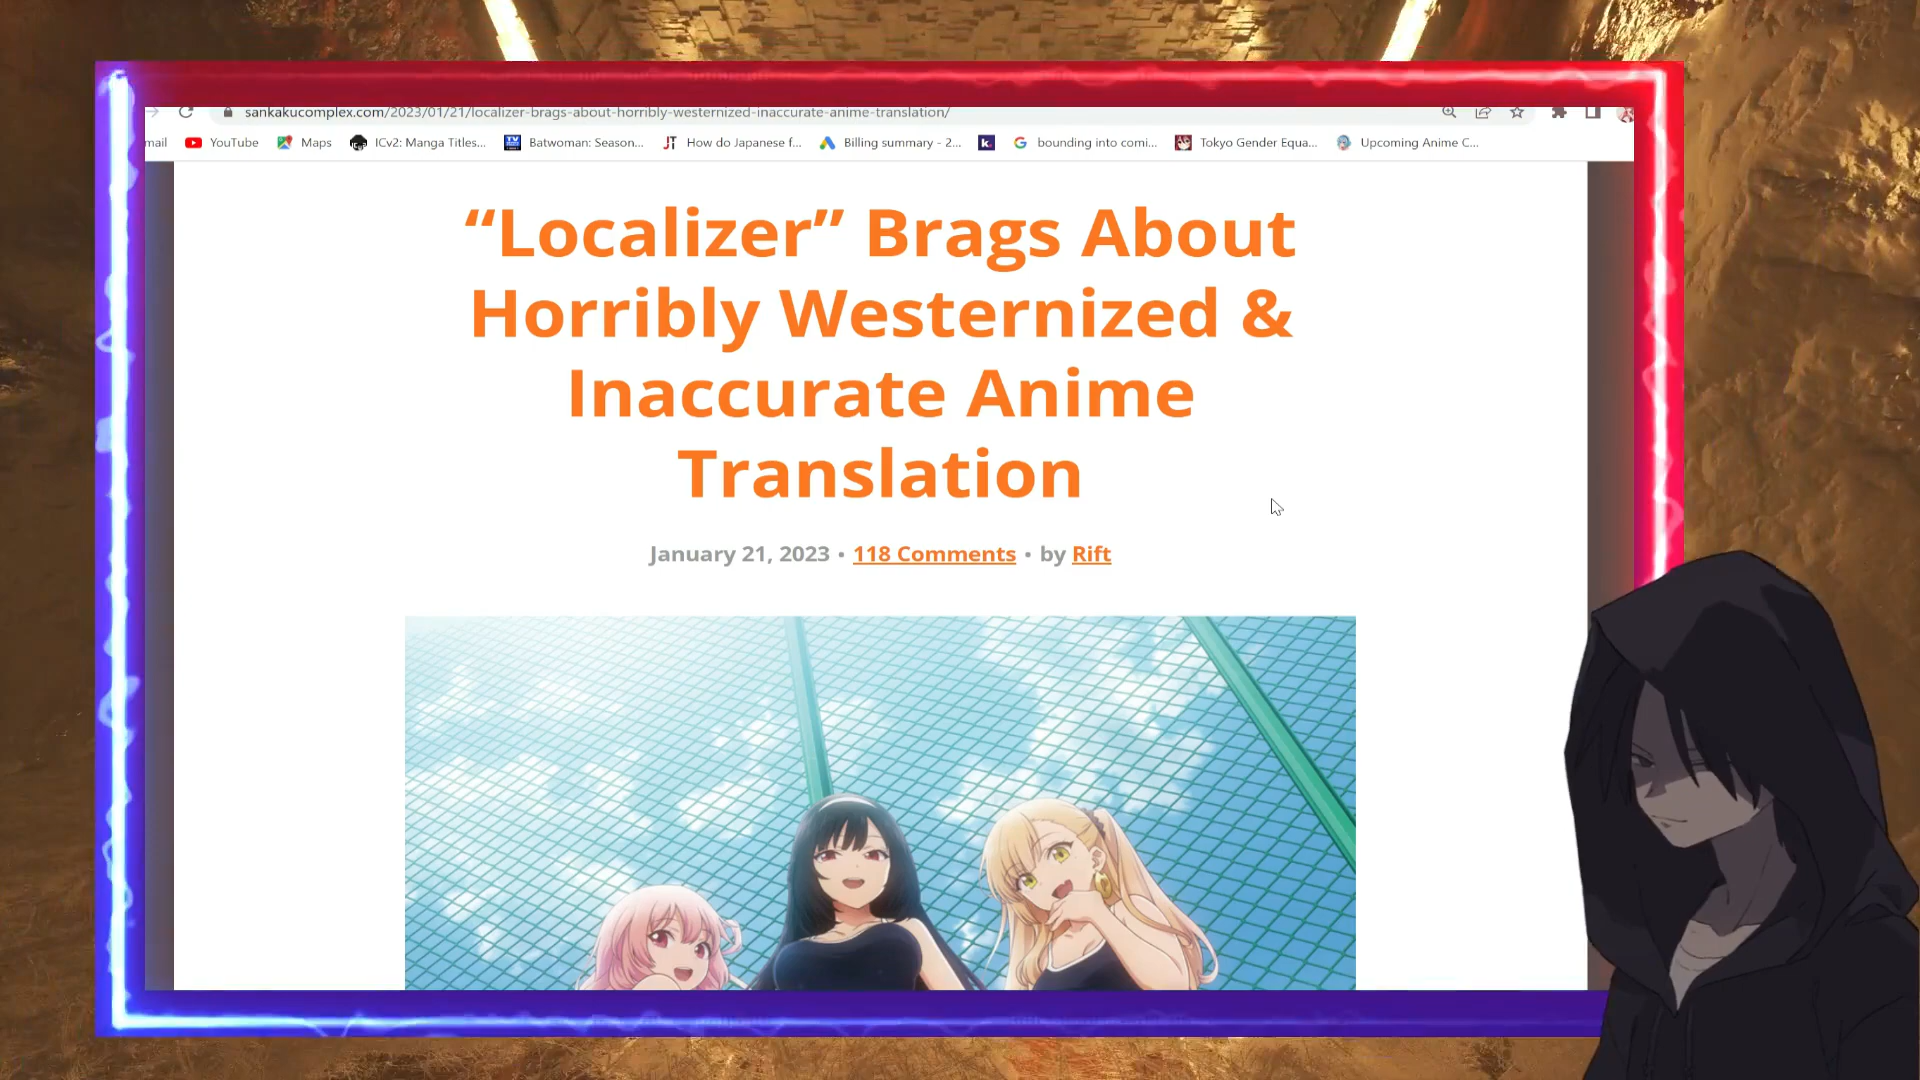 sankakucomplex.com/2023/01/21/localizer-brags-about-horribly-westernized-inaccurate-anime-translation/
mail YouTube Maps ICv2: Manga Titles... Batwoman: Season... How do Japanese f... Billing summary - 2... bounding into comi... Tokyo Gender Equa... Upcoming Anime C...
“Localizer” Brags About
Horribly Westernized &
Inaccurate Anime
Translation
January 21, 2023 • 118 Comments • by Rift